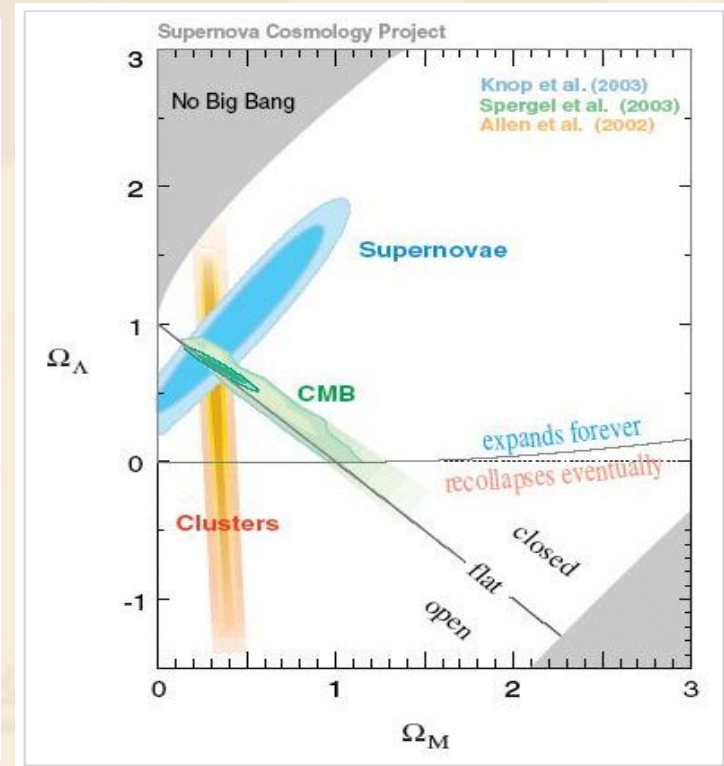 Supernova Cosmology Project
3
No Big Bang
Knop et al. (2003)
Spergel et al. (2003)
Allen et al. (2002)
2
Supernovae
1
Ω_Λ
CMB
expands forever
0
recollapses eventually
Clusters
closed
flat
-1
open
0 1 2 3
Ω_M